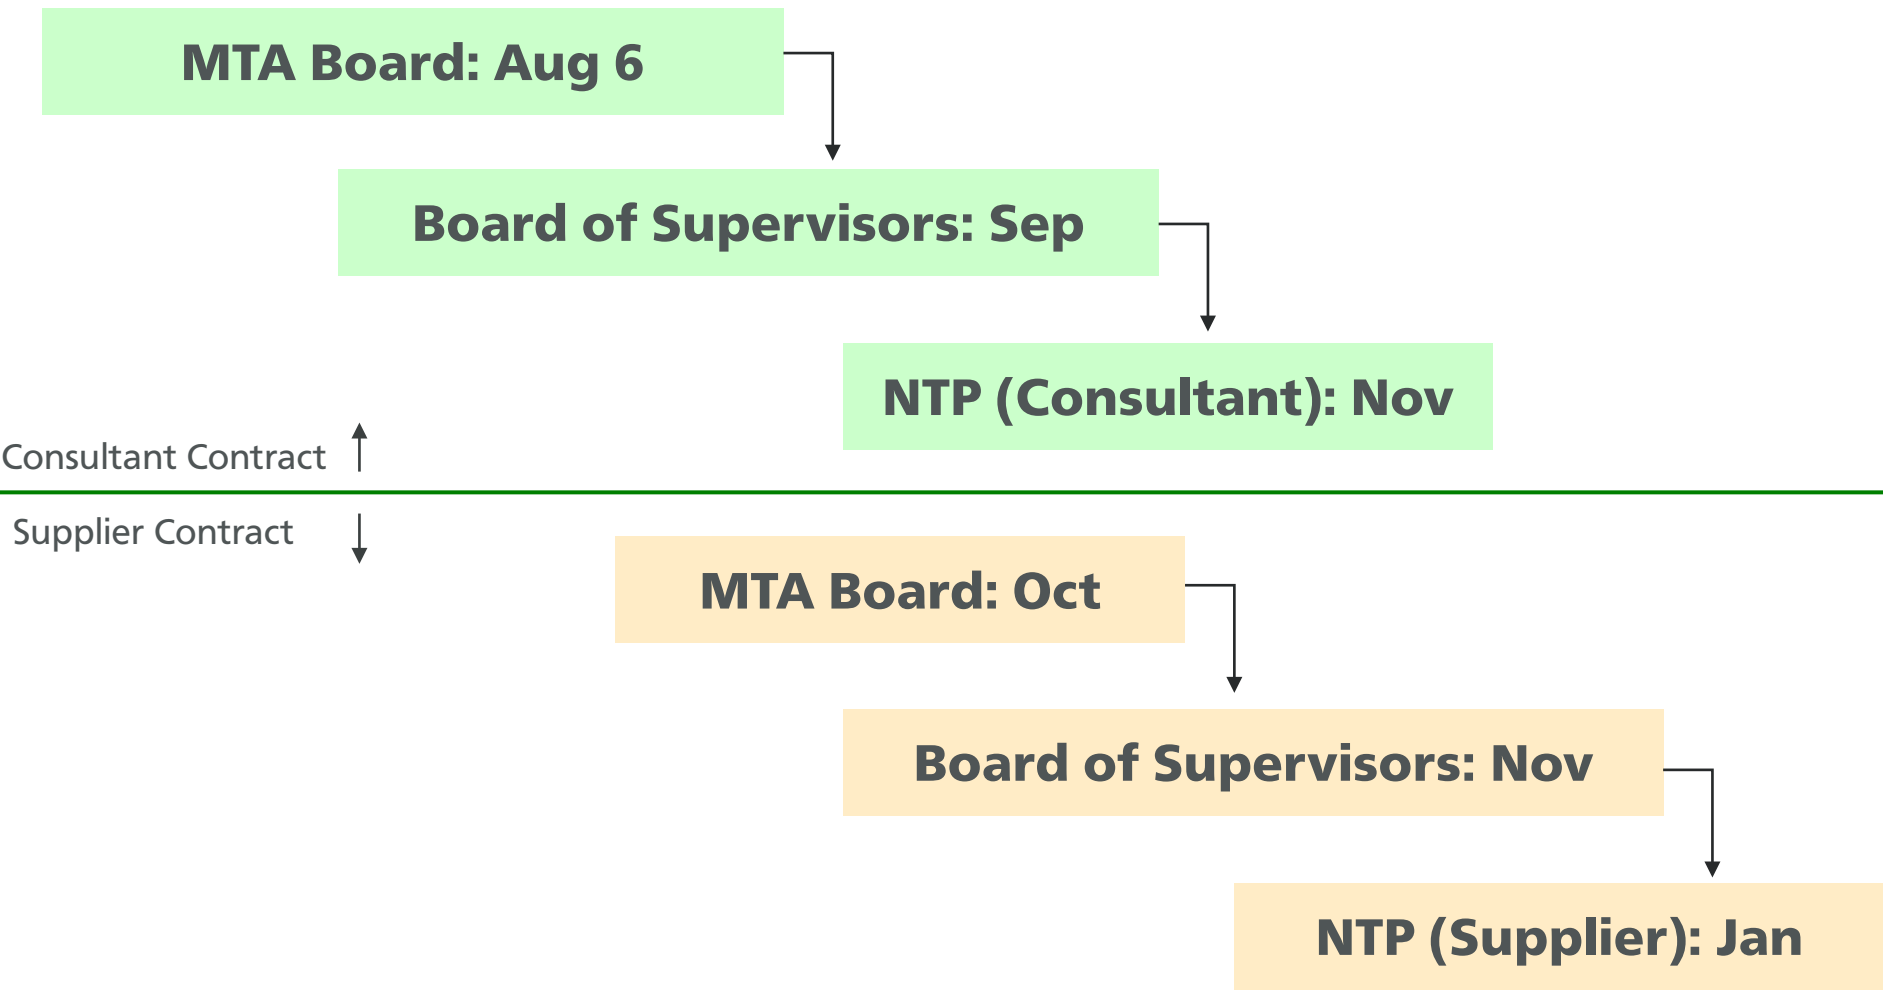 MTA Board: Aug 6
Board of Supervisors: Sep
NTP (Consultant): Nov
Consultant Contract
Supplier Contract
MTA Board: Oct
Board of Supervisors: Nov
NTP (Supplier): Jan